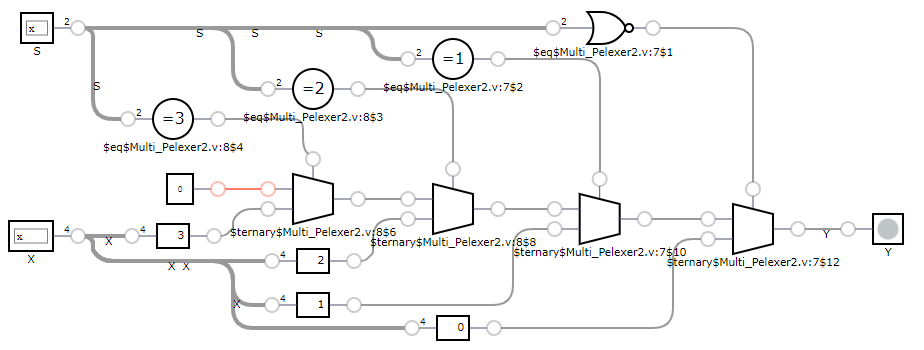 x
2
S
S
S
S
2
$eq$Multi_Pelexer2.v:7$1
2
=1
$eq$Multi_Pelexer2.v:7$2
S
2
=2
$eq$Multi_Pelexer2.v:8$3
2
=3
$eq$Multi_Pelexer2.v:8$4
0
$ternary$Multi_Pelexer2.v:8$6
$ternary$Multi_Pelexer2.v:8$8
$ternary$Multi_Pelexer2.v:7$10
$ternary$Multi_Pelexer2.v:7$12
x
4
X
X
4
3
Y
Y
X X
4
2
X
4
1
4
0